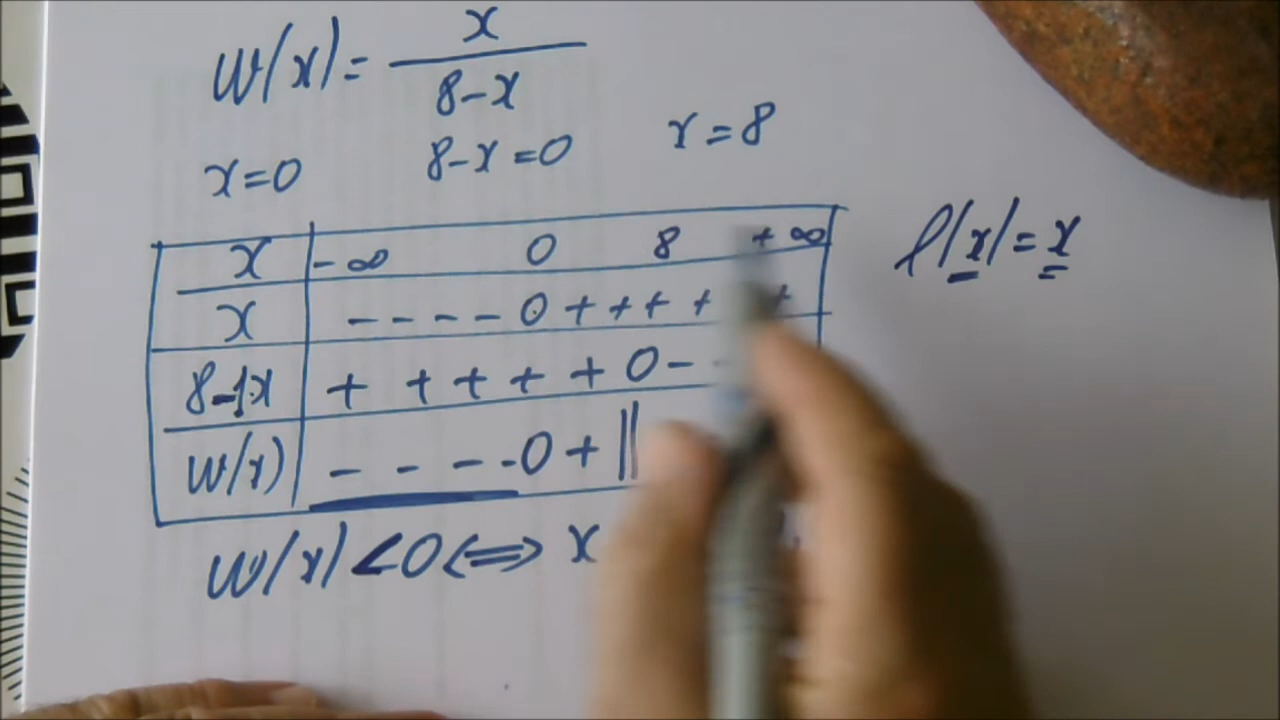 W(x) = x / (8-x)
x=0 8-x=0 x=8
x -∞ 0 8 +∞
f(x)=x
x - - - - 0 + + + + +
8-1x + + + + + 0 -
W(x) - - - - 0 + ||
W(x)<0 ⟺ x